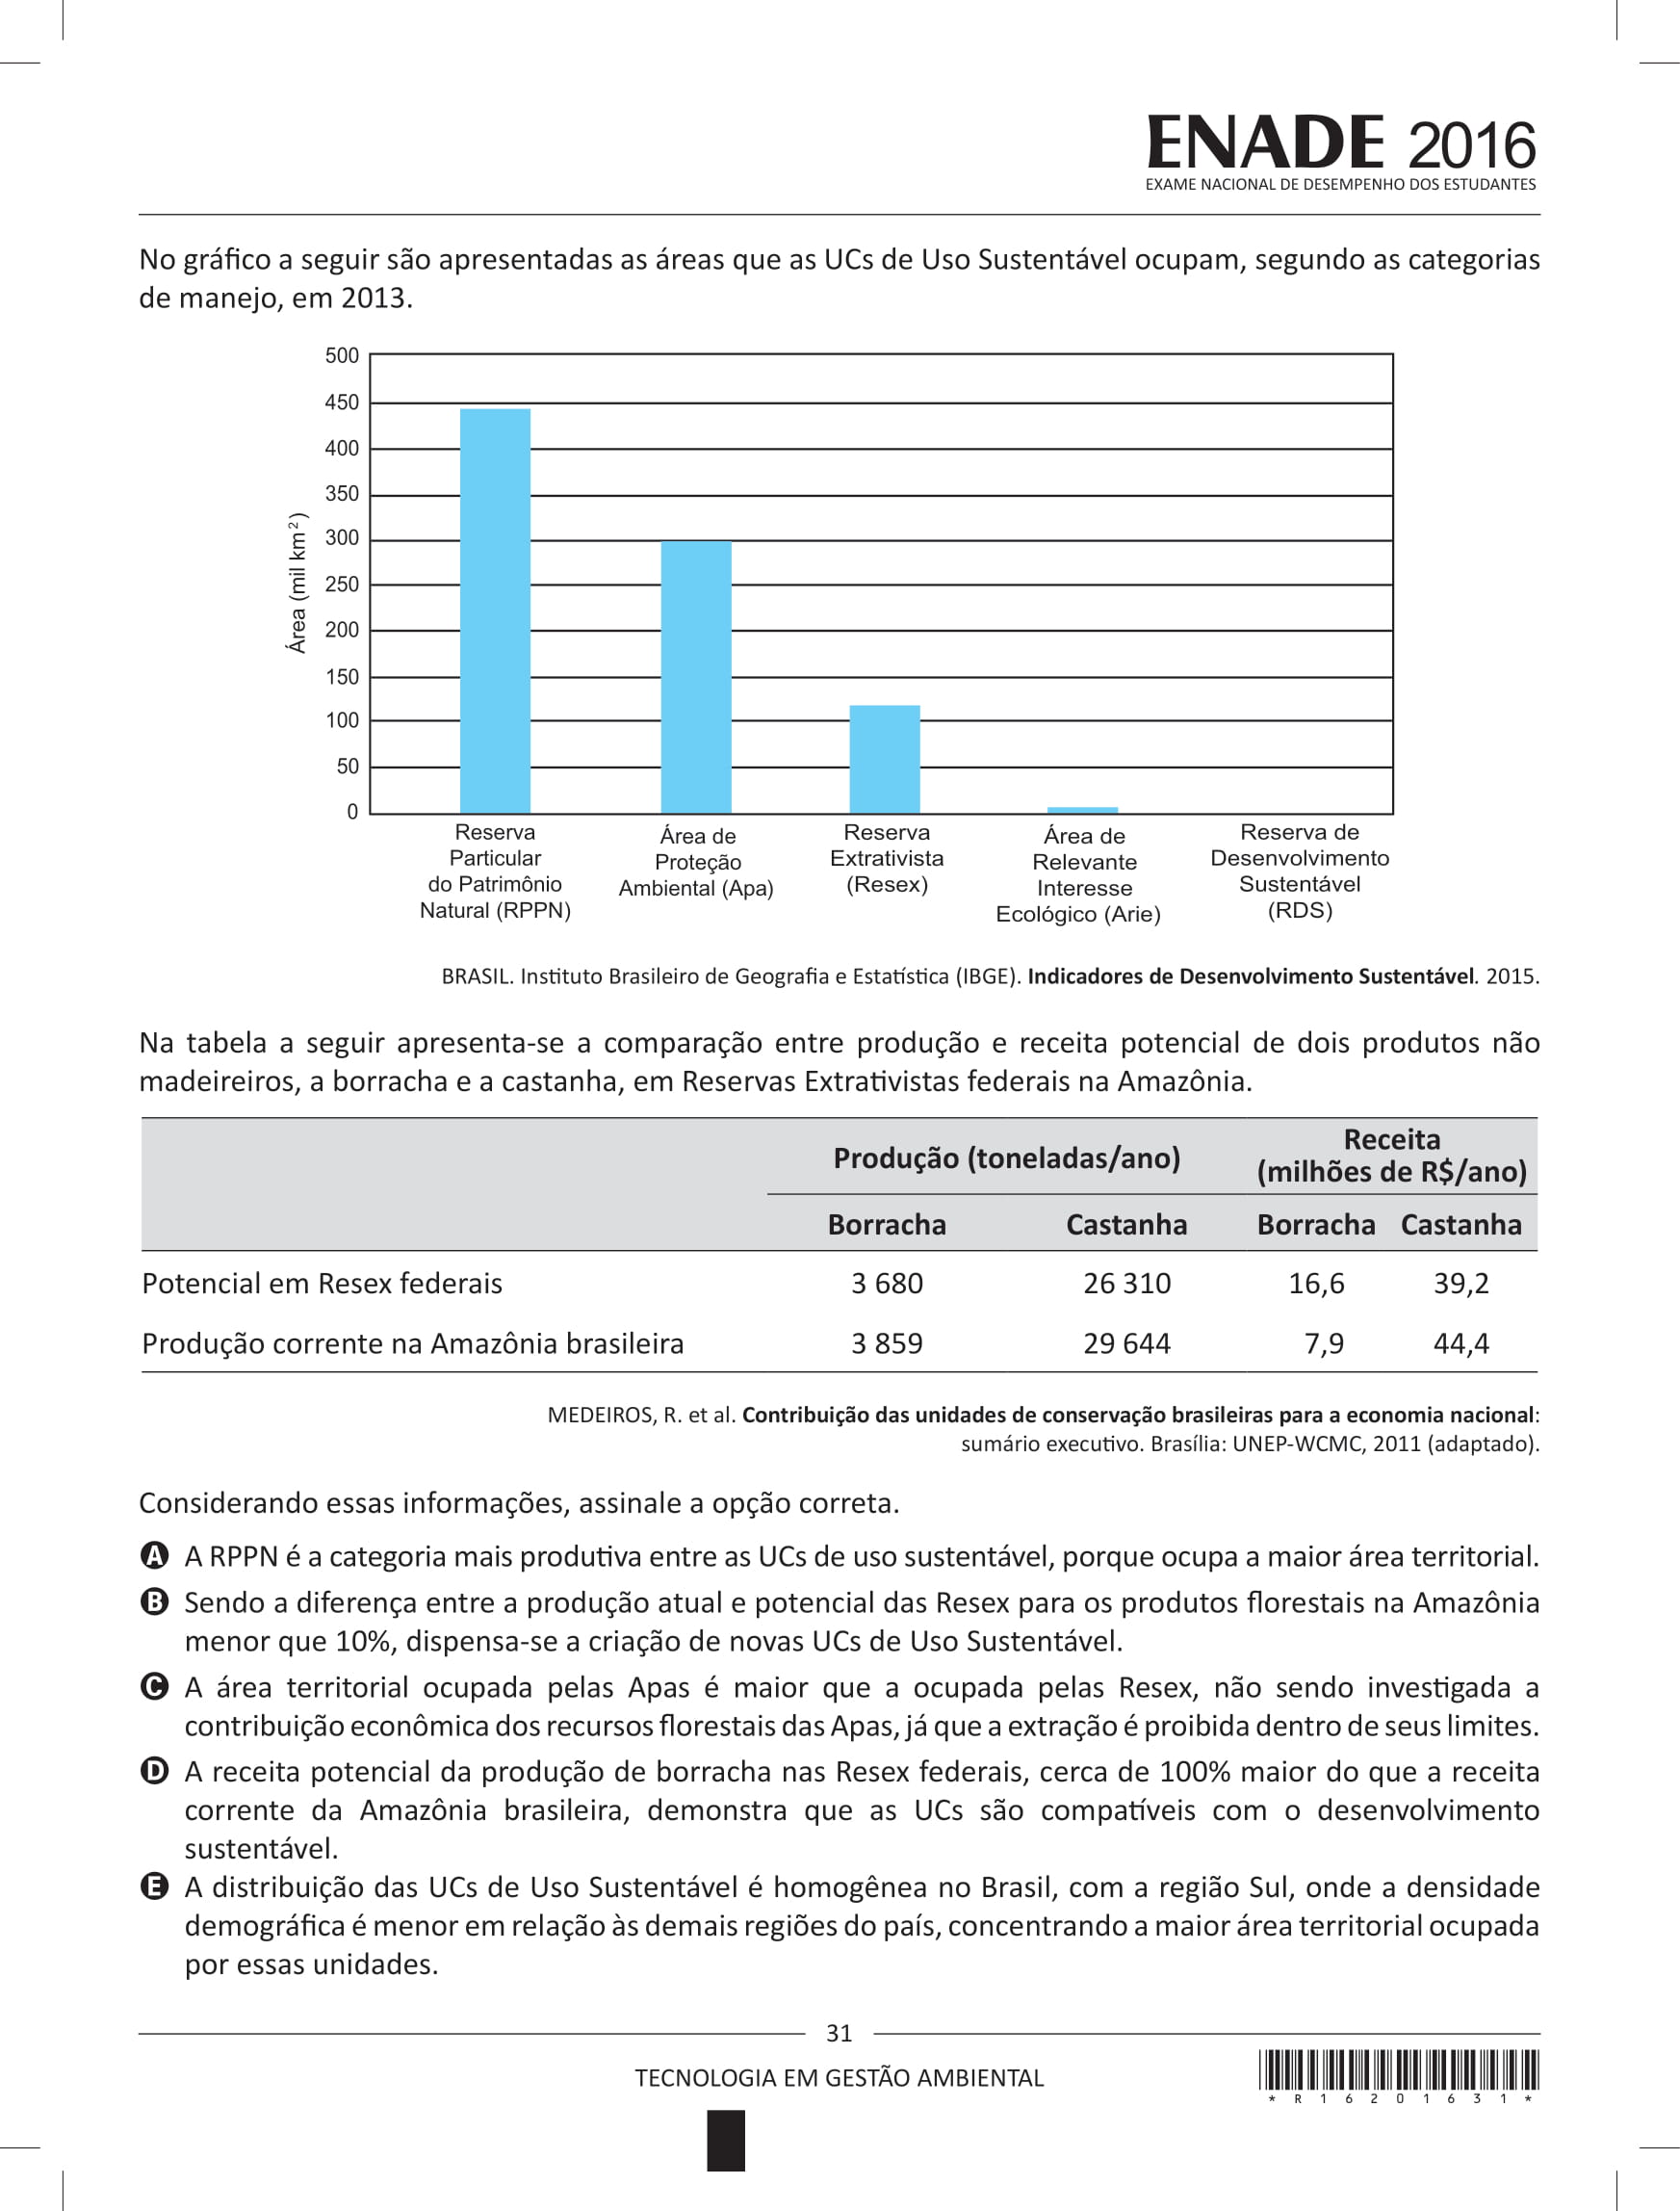 ENADE 2016
EXAME NACIONAL DE DESEMPENHO DOS ESTUDANTES
No gráfico a seguir são apresentadas as áreas que as UCs de Uso Sustentável ocupam, segundo as categorias
de manejo, em 2013.
500
450
400
350
300
250
200
150
100
50
0
Área (mil km²)
Reserva
Particular
do Patrimônio
Natural (RPPN)
Área de
Proteção
Ambiental (Apa)
Reserva
Extrativista
(Resex)
Área de
Relevante
Interesse
Ecológico (Arie)
Reserva de
Desenvolvimento
Sustentável
(RDS)
BRASIL. Instituto Brasileiro de Geografia e Estatística (IBGE). Indicadores de Desenvolvimento Sustentável. 2015.
Na tabela a seguir apresenta-se a comparação entre produção e receita potencial de dois produtos não
madeireiros, a borracha e a castanha, em Reservas Extrativistas federais na Amazônia.
Produção (toneladas/ano)
Receita
(milhões de R$/ano)
Borracha Castanha Borracha Castanha
Potencial em Resex federais 3 680 26 310 16,6 39,2
Produção corrente na Amazônia brasileira 3 859 29 644 7,9 44,4
MEDEIROS, R. et al. Contribuição das unidades de conservação brasileiras para a economia nacional:
sumário executivo. Brasília: UNEP-WCMC, 2011 (adaptado).
Considerando essas informações, assinale a opção correta.
A A RPPN é a categoria mais produtiva entre as UCs de uso sustentável, porque ocupa a maior área territorial.
B Sendo a diferença entre a produção atual e potencial das Resex para os produtos florestais na Amazônia
menor que 10%, dispensa-se a criação de novas UCs de Uso Sustentável.
C A área territorial ocupada pelas Apas é maior que a ocupada pelas Resex, não sendo investigada a
contribuição econômica dos recursos florestais das Apas, já que a extração é proibida dentro de seus limites.
D A receita potencial da produção de borracha nas Resex federais, cerca de 100% maior do que a receita
corrente da Amazônia brasileira, demonstra que as UCs são compatíveis com o desenvolvimento
sustentável.
E A distribuição das UCs de Uso Sustentável é homogênea no Brasil, com a região Sul, onde a densidade
demográfica é menor em relação às demais regiões do país, concentrando a maior área territorial ocupada
por essas unidades.
31
TECNOLOGIA EM GESTÃO AMBIENTAL
* R 1 6 2 0 1 6 3 1 *